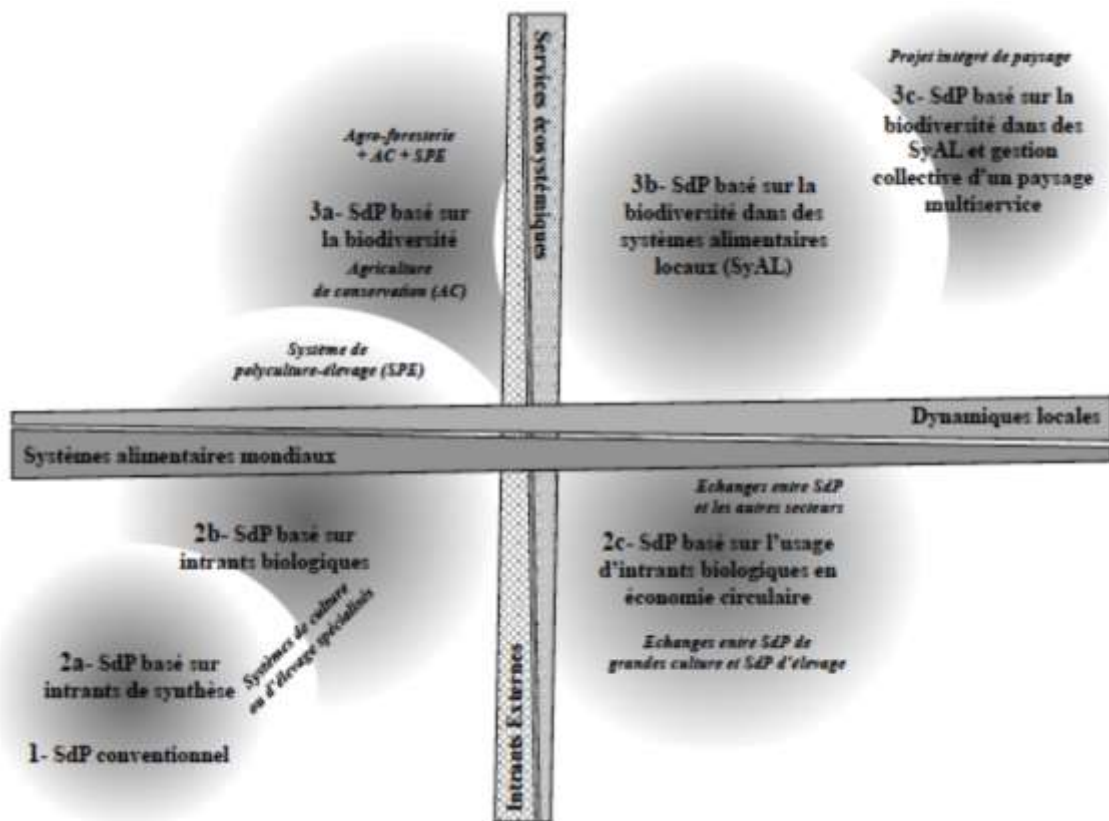 Services écosystémiques
Projet intégré de paysage
3c- SdP basé sur la
biodiversité dans des
SyAL et gestion
collective d'un paysage
multiservice
Agro-foresterie
+ AC + SPE
3a- SdP basé sur
la biodiversité
Agriculture
de conservation (AC)
3b- SdP basé sur la
biodiversité dans des
systèmes alimentaires
locaux (SyAL)
Système de
polyculture-élevage (SPE)
Dynamiques locales
Systèmes alimentaires mondiaux
2b- SdP basé sur
intrants biologiques
Systèmes de culture
ou d'élevage spécialisés
2a- SdP basé sur
intrants de synthèse
1- SdP conventionnel
Intrants Externes
Echanges entre SdP
et les autres secteurs
2c- SdP basé sur l'usage
d'intrants biologiques en
économie circulaire
Echanges entre SdP de
grandes culture et SdP d'élevage